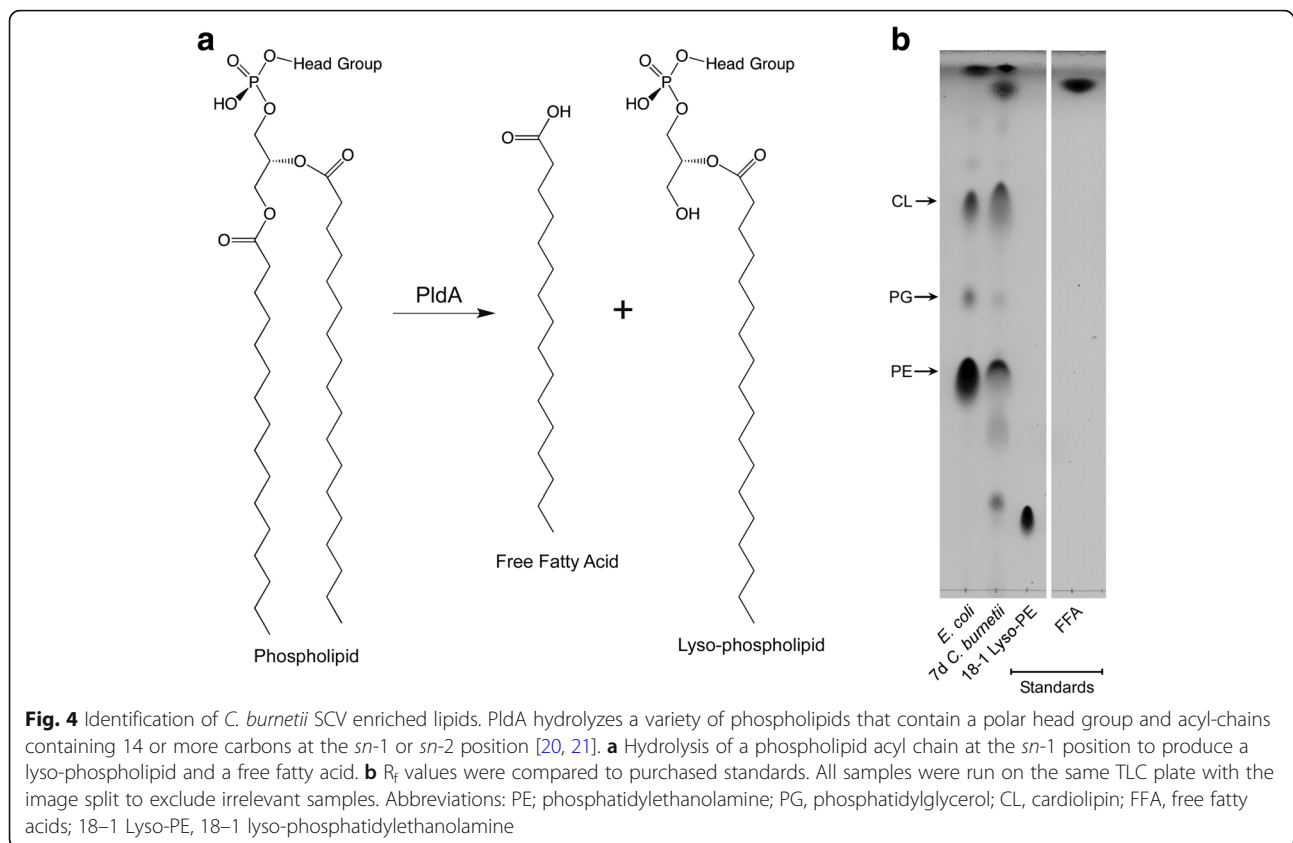 a
O
O
Head Group
P
HO
O
O
O
O
O
Phospholipid
PldA
OH
O
Free Fatty Acid
+
O
O
Head Group
P
HO
O
O
O
OH
Lyso-phospholipid
b
CL
PG
PE
E. coli
7d C. burnetii
18-1 Lyso-PE
FFA
Standards
Fig. 4 Identification of C. burnetii SCV enriched lipids. PldA hydrolyzes a variety of phospholipids that contain a polar head group and acyl-chains
containing 14 or more carbons at the sn-1 or sn-2 position [20, 21]. a Hydrolysis of a phospholipid acyl chain at the sn-1 position to produce a
lyso-phospholipid and a free fatty acid. b Rf values were compared to purchased standards. All samples were run on the same TLC plate with the
image split to exclude irrelevant samples. Abbreviations: PE; phosphatidylethanolamine; PG, phosphatidylglycerol; CL, cardiolipin; FFA, free fatty
acids; 18–1 Lyso-PE, 18–1 lyso-phosphatidylethanolamine